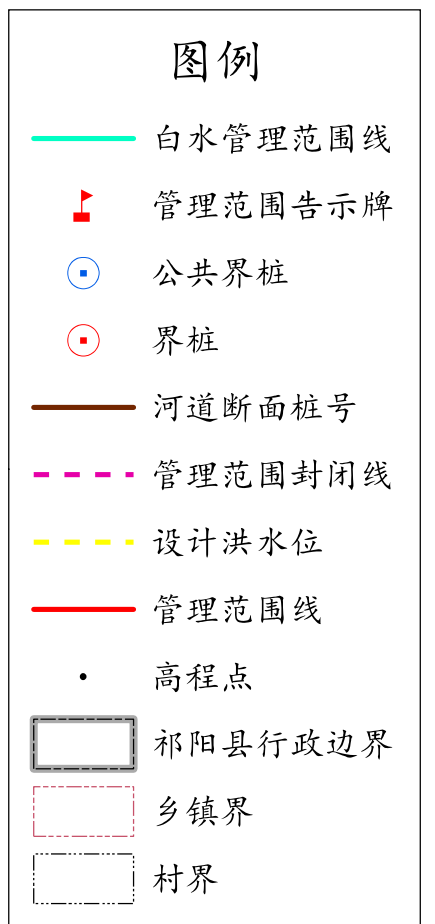 图例
白水管理范围线
管理范围告示牌
公共界桩
界桩
河道断面桩号
管理范围封闭线
设计洪水位
管理范围线
高程点
祁阳县行政边界
乡镇界
村界